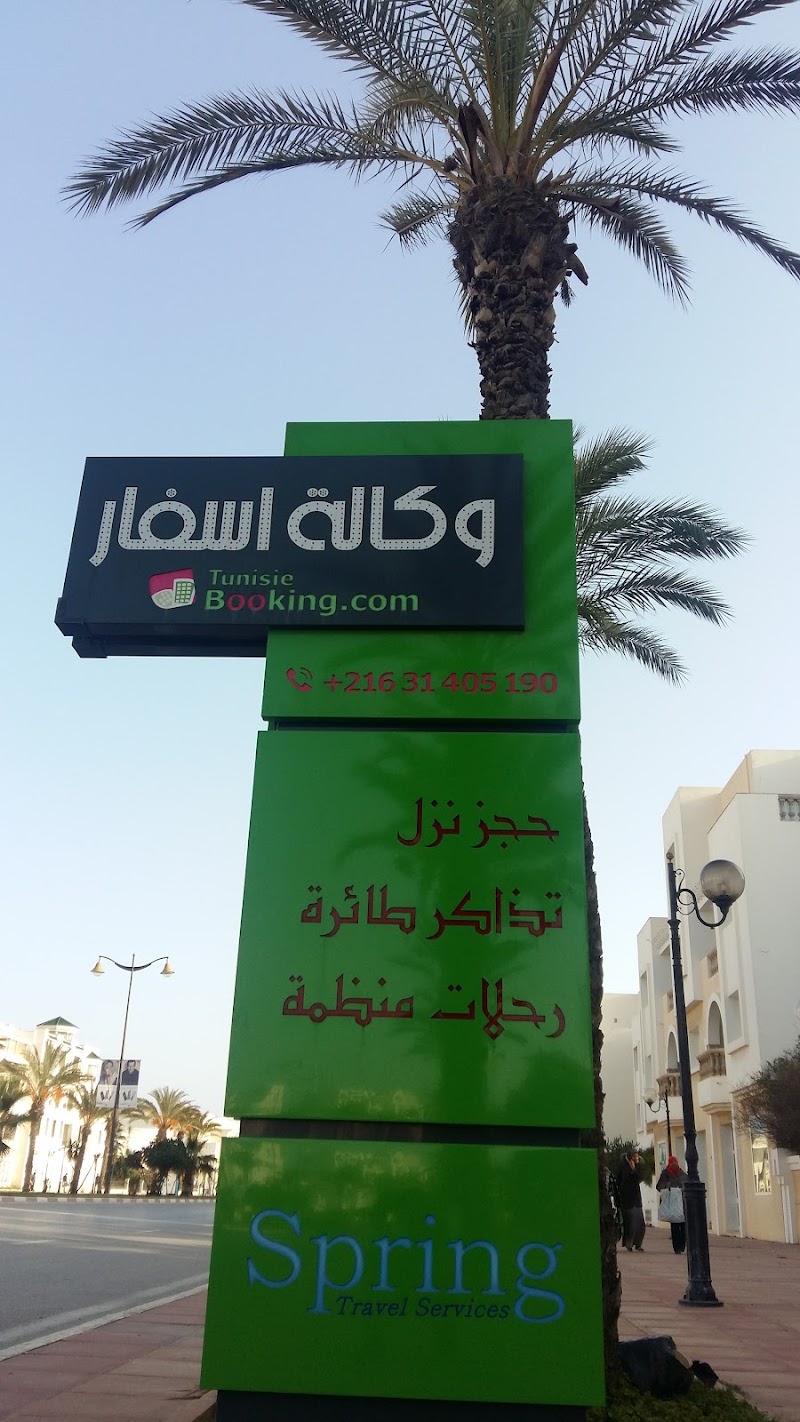 وكالة اسفار
Tunisie
Booking.com
+216 31 405 190
حجز نزل
تذاكر طائرة
رحلات منظمة
Spring
Travel Services